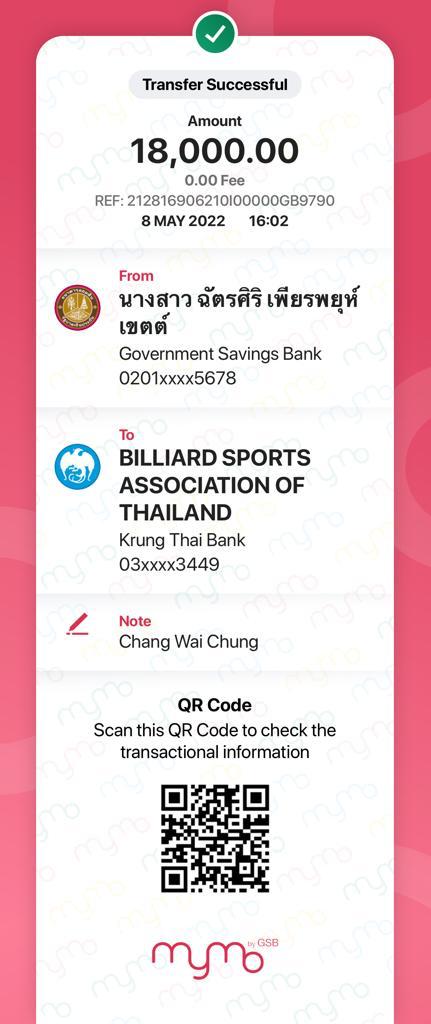 Transfer Successful
Amount
18,000.00
0.00 Fee
REF: 212816906210I00000GB9790
8 MAY 2022 16:02
From
นางสาว ฉัตรศิริ เพียรพยุห์
เขตต์
Government Savings Bank
0201xxxx5678
To
BILLIARD SPORTS
ASSOCIATION OF
THAILAND
Krung Thai Bank
03xxxx3449
Note
Chang Wai Chung
QR Code
Scan this QR Code to check the
transactional information
mymo by GSB